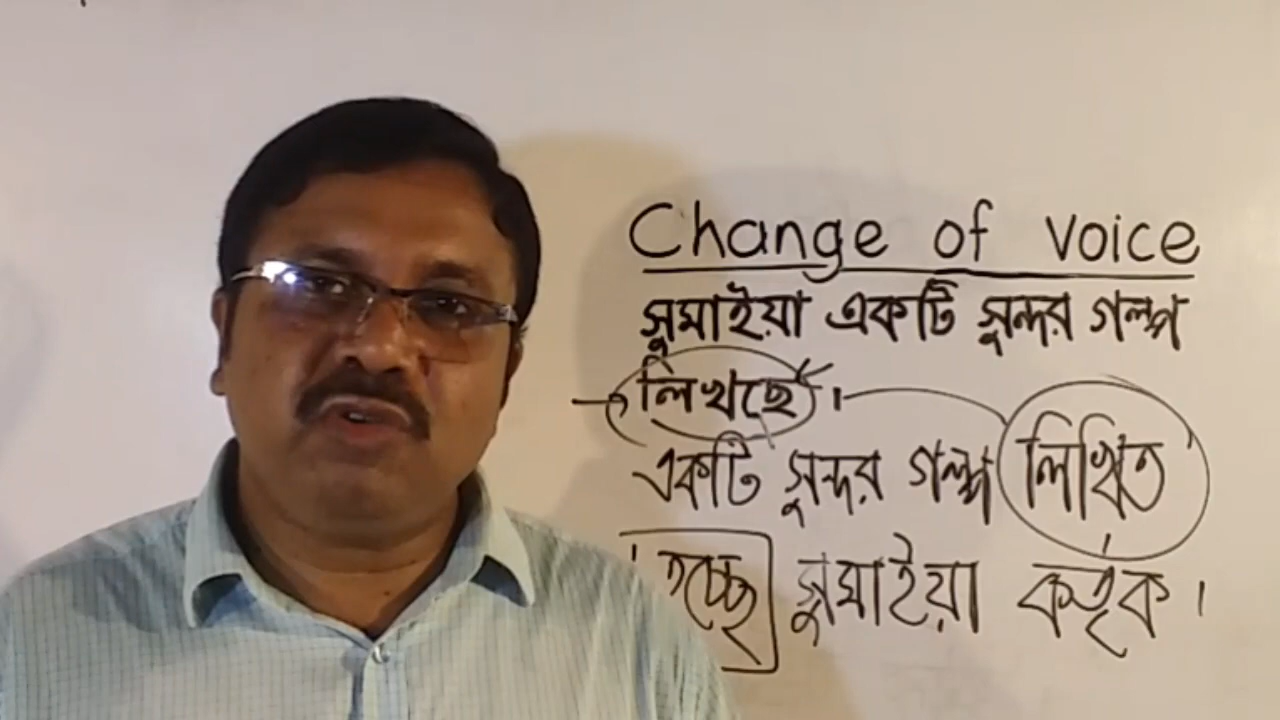 Change of Voice
সুমাইয়া একটি সুন্দর গল্প
লিখছে।
একটি সুন্দর গল্প লিখিত
হচ্ছে সুমাইয়া কর্তৃক।